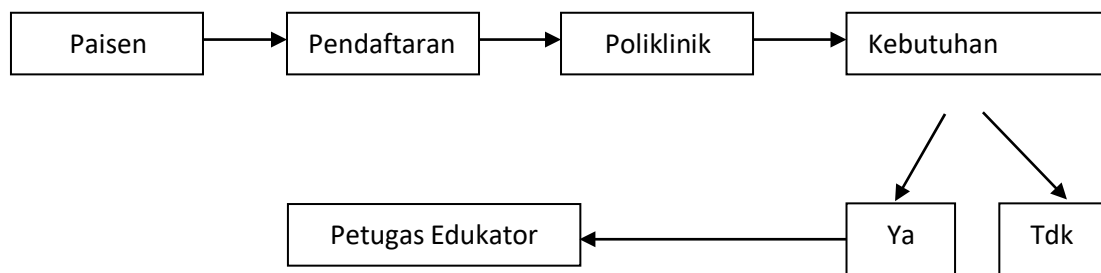 Paisen
Pendaftaran
Poliklinik
Kebutuhan
Petugas Edukator
Ya
Tdk